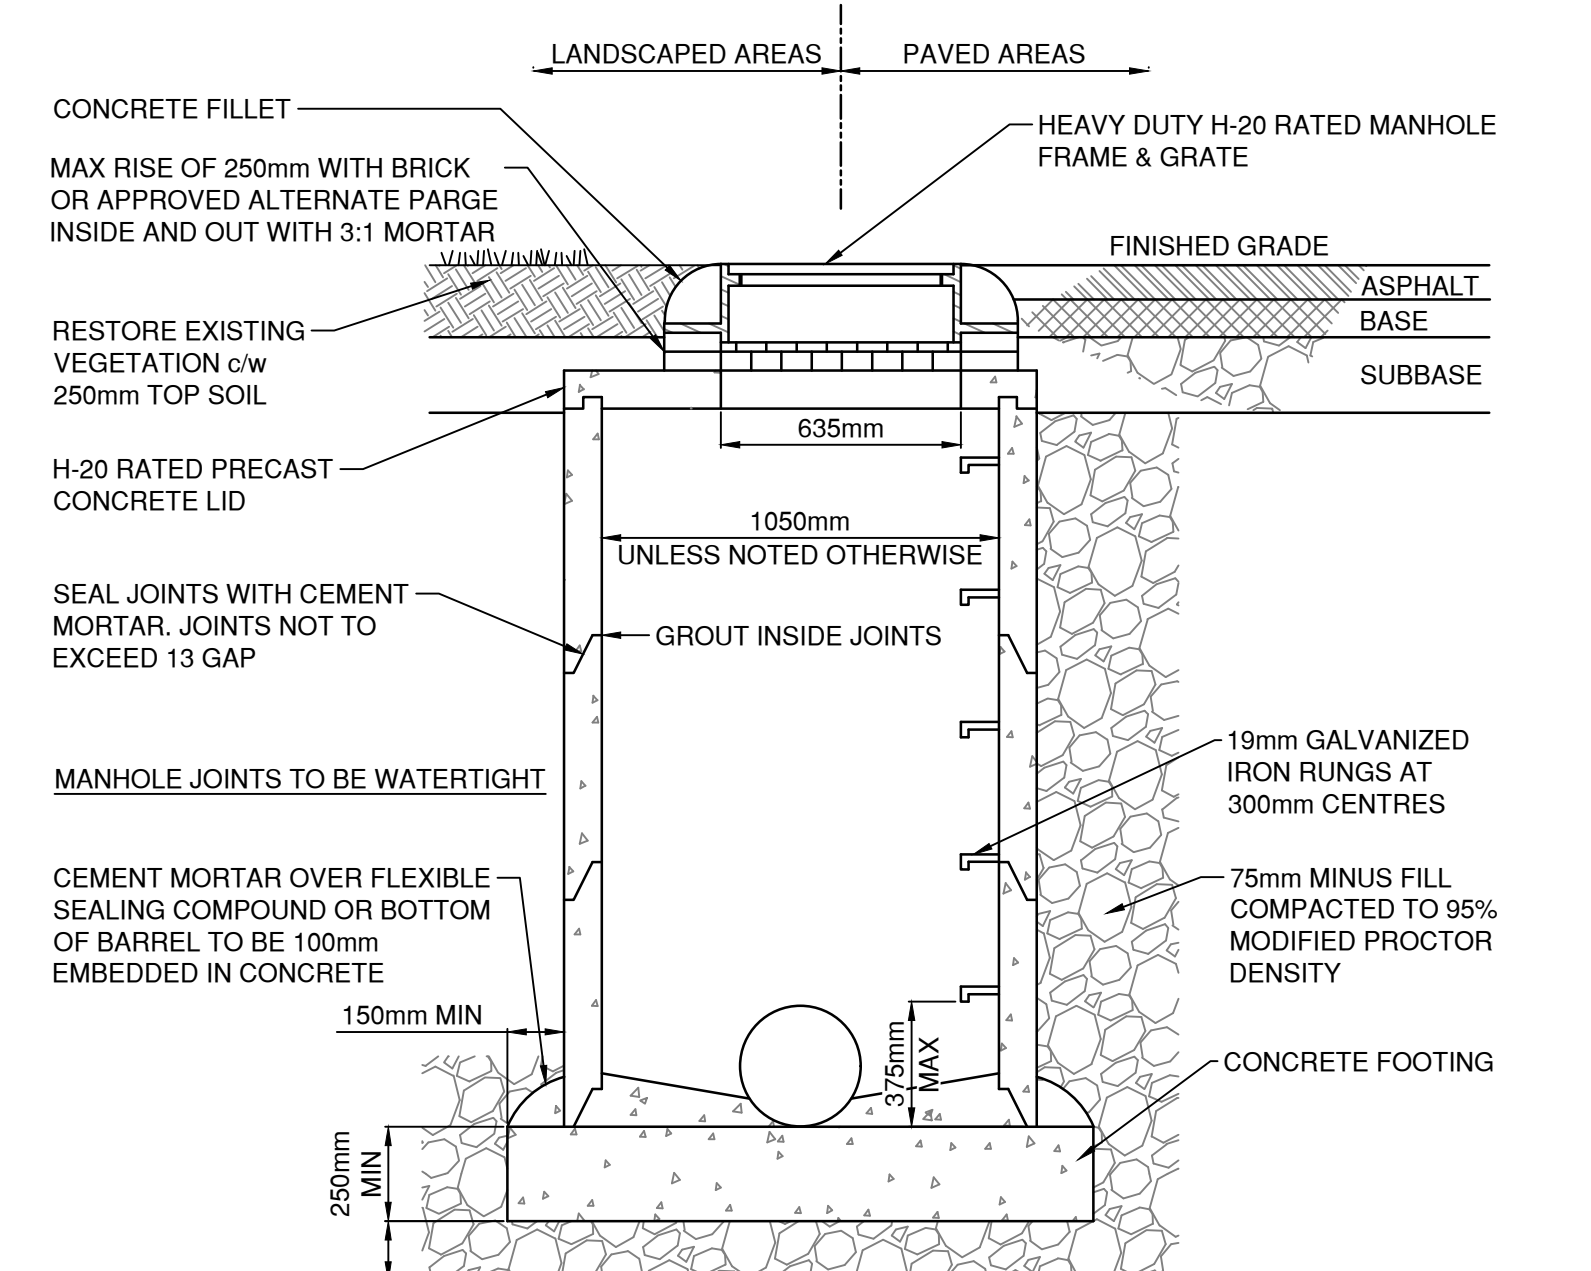 LANDSCAPED AREAS
PAVED AREAS
CONCRETE FILLET
HEAVY DUTY H-20 RATED MANHOLE
FRAME & GRATE
MAX RISE OF 250mm WITH BRICK
OR APPROVED ALTERNATE PARGE
INSIDE AND OUT WITH 3:1 MORTAR
FINISHED GRADE
ASPHALT
BASE
SUBBASE
RESTORE EXISTING
VEGETATION c/w
250mm TOP SOIL
635mm
H-20 RATED PRECAST
CONCRETE LID
1050mm
UNLESS NOTED OTHERWISE
SEAL JOINTS WITH CEMENT
MORTAR. JOINTS NOT TO
EXCEED 13 GAP
GROUT INSIDE JOINTS
MANHOLE JOINTS TO BE WATERTIGHT
19mm GALVANIZED
IRON RUNGS AT
300mm CENTRES
CEMENT MORTAR OVER FLEXIBLE
SEALING COMPOUND OR BOTTOM
OF BARREL TO BE 100mm
EMBEDDED IN CONCRETE
75mm MINUS FILL
COMPACTED TO 95%
MODIFIED PROCTOR
DENSITY
150mm MIN
375mm
MAX
CONCRETE FOOTING
250mm
MIN